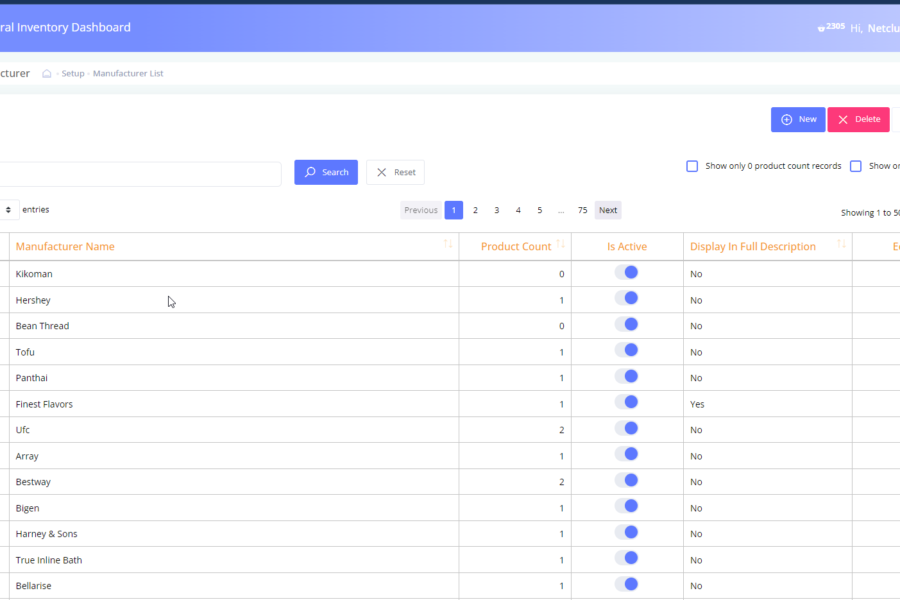 ral Inventory Dashboard
2305 Hi, Netclu
cturer Setup Manufacturer List
New Delete
Search Reset Show only 0 product count records Show or
entries Previous 1 2 3 4 5 ... 75 Next Showing 1 to 50
Manufacturer Name Product Count Is Active Display In Full Description E
Kikoman 0 No
Hershey 1 No
Bean Thread 0 No
Tofu 1 No
Panthai 1 No
Finest Flavors 1 Yes
Ufc 2 No
Array 1 No
Bestway 2 No
Bigen 1 No
Harney & Sons 1 No
True Inline Bath 1 No
Bellarise 1 No